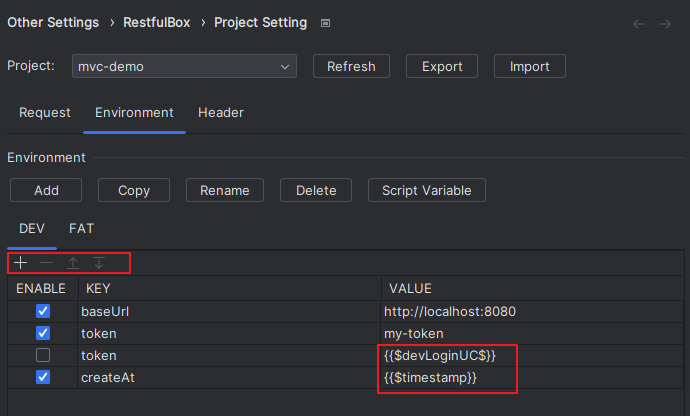 Other Settings › RestfulBox › Project Setting
Project: mvc-demo Refresh Export Import
Request Environment Header
Environment
Add Copy Rename Delete Script Variable
DEV FAT
ENABLE KEY VALUE
baseUrl http://localhost:8080
token my-token
token {{$devLoginUC$}}
createAt {{$timestamp}}